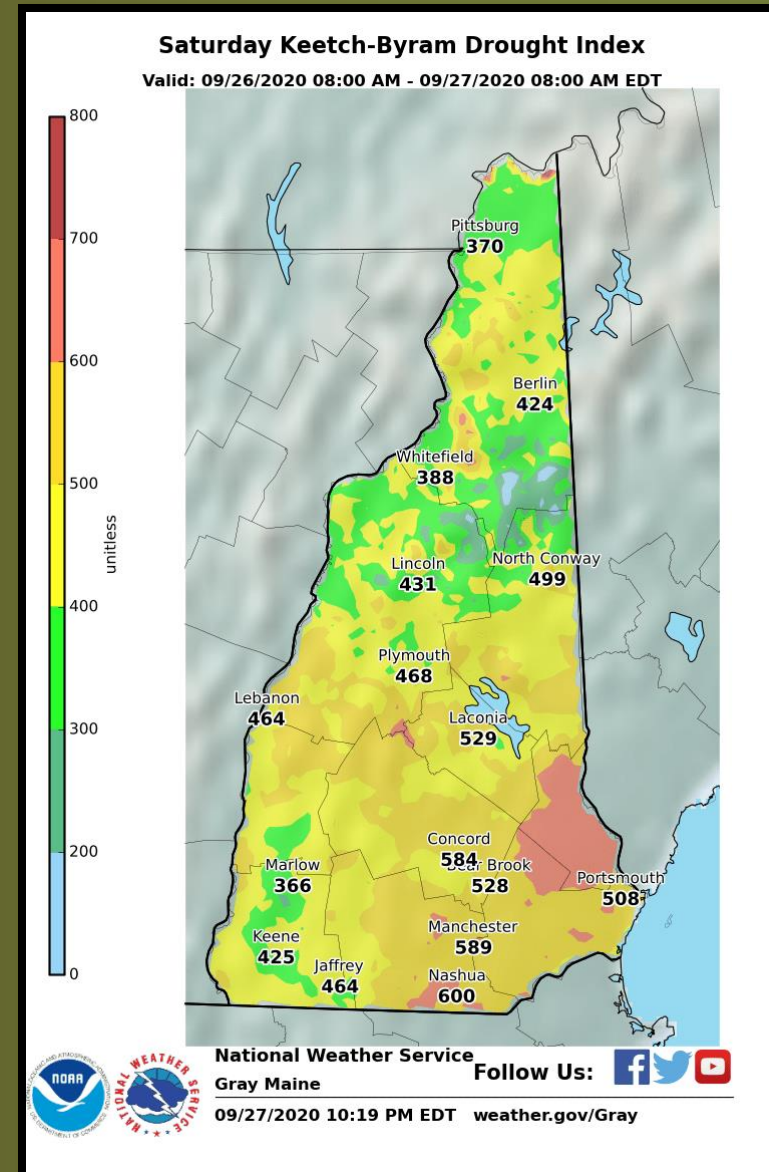 Saturday Keetch-Byram Drought Index
Valid: 09/26/2020 08:00 AM - 09/27/2020 08:00 AM EDT
800
700
600
500
400
300
200
0
unitless
Pittsburg
370
Berlin
424
Whitefield
388
Lincoln
431
North Conway
499
Plymouth
468
Lebanon
464
Laconia
529
Concord
584
Brook
528
Marlow
366
Portsmouth
508
Manchester
589
Keene
425
Jaffrey
464
Nashua
600
NOAA
NATIONAL WEATHER SERVICE
National Weather Service
Gray Maine
Follow Us:
09/27/2020 10:19 PM EDT weather.gov/Gray